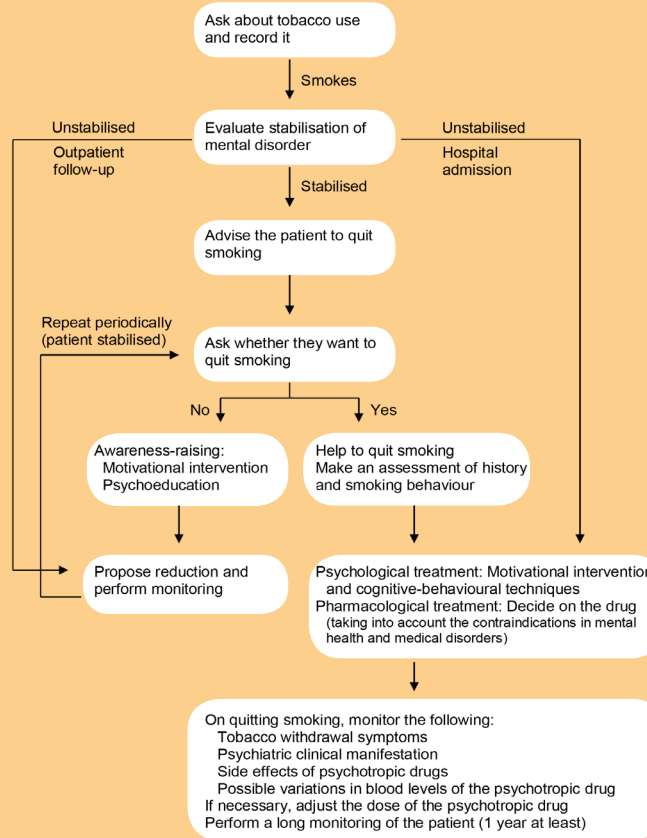 Ask about tobacco use
and record it
Smokes
Unstabilised
Outpatient
follow-up
Evaluate stabilisation of
mental disorder
Unstabilised
Hospital
admission
Stabilised
Advise the patient to quit
smoking
Repeat periodically
(patient stabilised)
Ask whether they want to
quit smoking
No
Yes
Awareness-raising:
Motivational intervention
Psychoeducation
Help to quit smoking
Make an assessment of history
and smoking behaviour
Propose reduction and
perform monitoring
Psychological treatment: Motivational intervention
and cognitive-behavioural techniques
Pharmacological treatment: Decide on the drug
(taking into account the contraindications in mental
health and medical disorders)
On quitting smoking, monitor the following:
Tobacco withdrawal symptoms
Psychiatric clinical manifestation
Side effects of psychotropic drugs
Possible variations in blood levels of the psychotropic drug
If necessary, adjust the dose of the psychotropic drug
Perform a long monitoring of the patient (1 year at least)